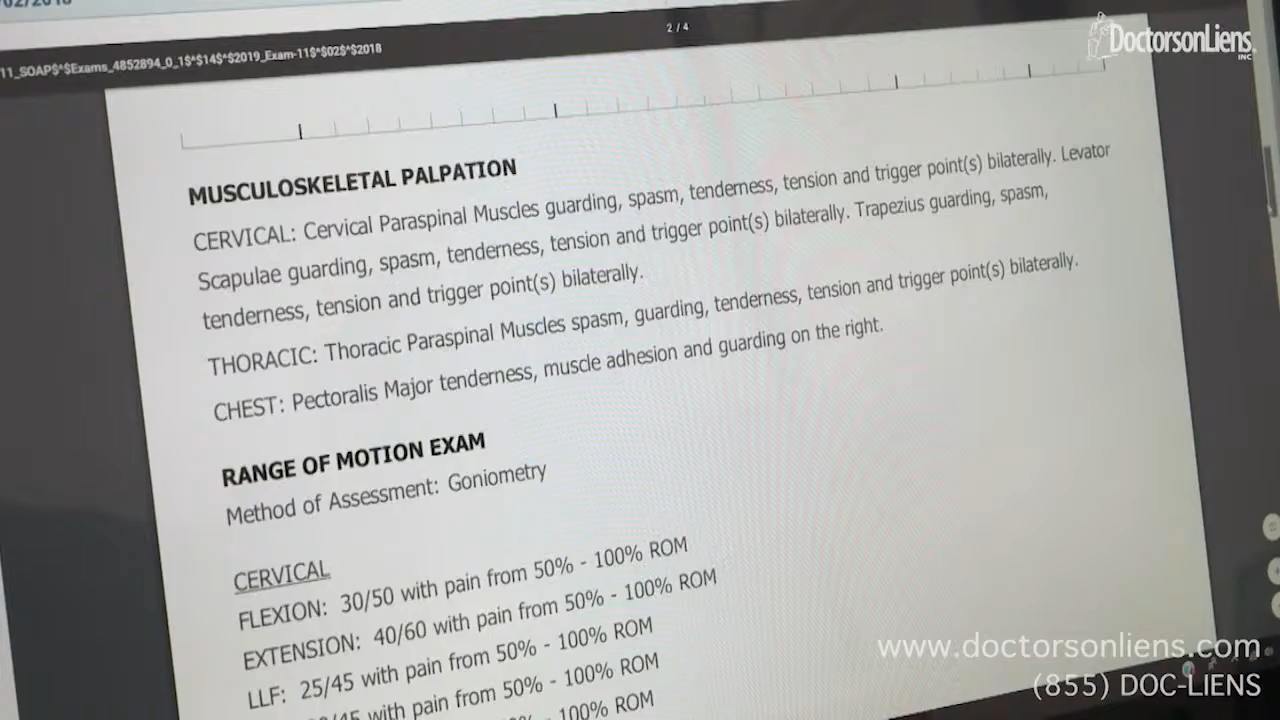 2 / 4
DoctorsonLiens
INC
11_SOAP$^$Exams_4852894_0_1$^$14$^$2019_Exam-11$^$02$^$2018
MUSCULOSKELETAL PALPATION
CERVICAL: Cervical Paraspinal Muscles guarding, spasm, tenderness, tension and trigger point(s) bilaterally. Levator
Scapulae guarding, spasm, tenderness, tension and trigger point(s) bilaterally. Trapezius guarding, spasm,
tenderness, tension and trigger point(s) bilaterally.
THORACIC: Thoracic Paraspinal Muscles spasm, guarding, tenderness, tension and trigger point(s) bilaterally.
CHEST: Pectoralis Major tenderness, muscle adhesion and guarding on the right.
RANGE OF MOTION EXAM
Method of Assessment: Goniometry
CERVICAL
FLEXION: 30/50 with pain from 50% - 100% ROM
EXTENSION: 40/60 with pain from 50% - 100% ROM
LLF: 25/45 with pain from 50% - 100% ROM
with pain from 50% - 100% ROM
100% ROM
www.doctorsonliens.com
(855) DOC-LIENS